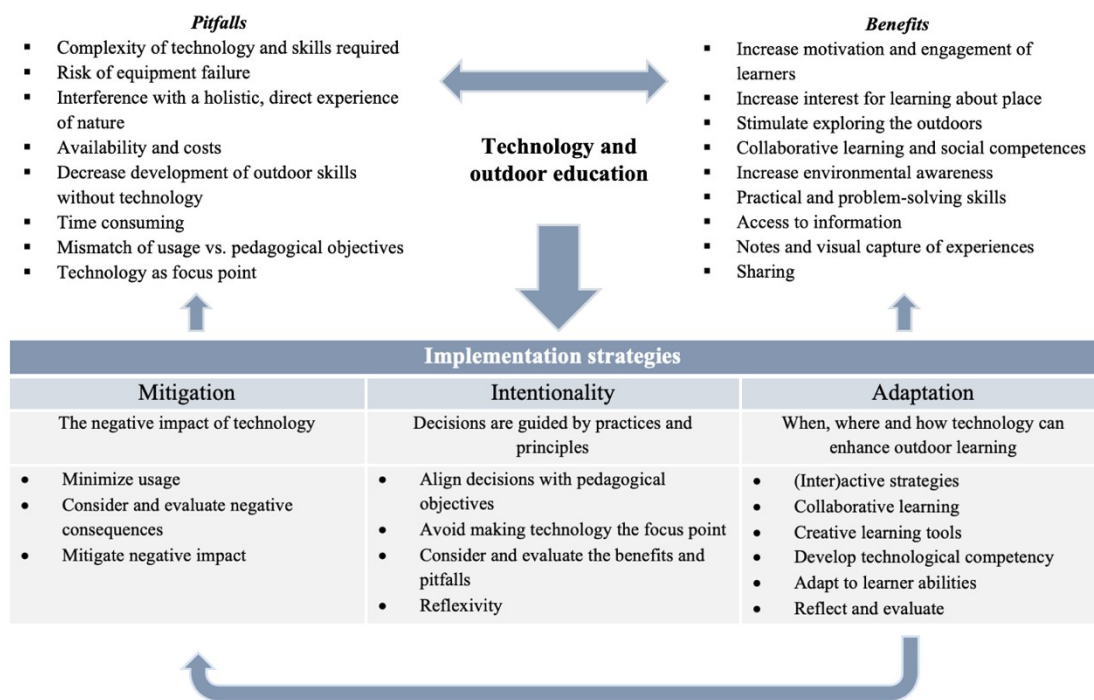 Pitfalls
▪ Complexity of technology and skills required
▪ Risk of equipment failure
▪ Interference with a holistic, direct experience
of nature
▪ Availability and costs
▪ Decrease development of outdoor skills
without technology
▪ Time consuming
▪ Mismatch of usage vs. pedagogical objectives
▪ Technology as focus point
Technology and
outdoor education
Benefits
▪ Increase motivation and engagement of
learners
▪ Increase interest for learning about place
▪ Stimulate exploring the outdoors
▪ Collaborative learning and social competences
▪ Increase environmental awareness
▪ Practical and problem-solving skills
▪ Access to information
▪ Notes and visual capture of experiences
▪ Sharing
Implementation strategies
Mitigation
The negative impact of technology
• Minimize usage
• Consider and evaluate negative
consequences
• Mitigate negative impact
Intentionality
Decisions are guided by practices and
principles
• Align decisions with pedagogical
objectives
• Avoid making technology the focus point
• Consider and evaluate the benefits and
pitfalls
• Reflexivity
Adaptation
When, where and how technology can
enhance outdoor learning
• (Inter)active strategies
• Collaborative learning
• Creative learning tools
• Develop technological competency
• Adapt to learner abilities
• Reflect and evaluate